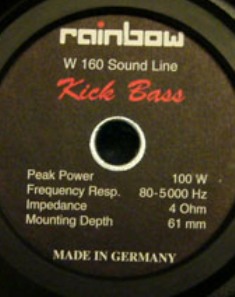 rainbow
W 160 Sound Line
Kick Bass
Peak Power 100 W
Frequency Resp. 80-5000 Hz
Impedance 4 Ohm
Mounting Depth 61 mm
MADE IN GERMANY